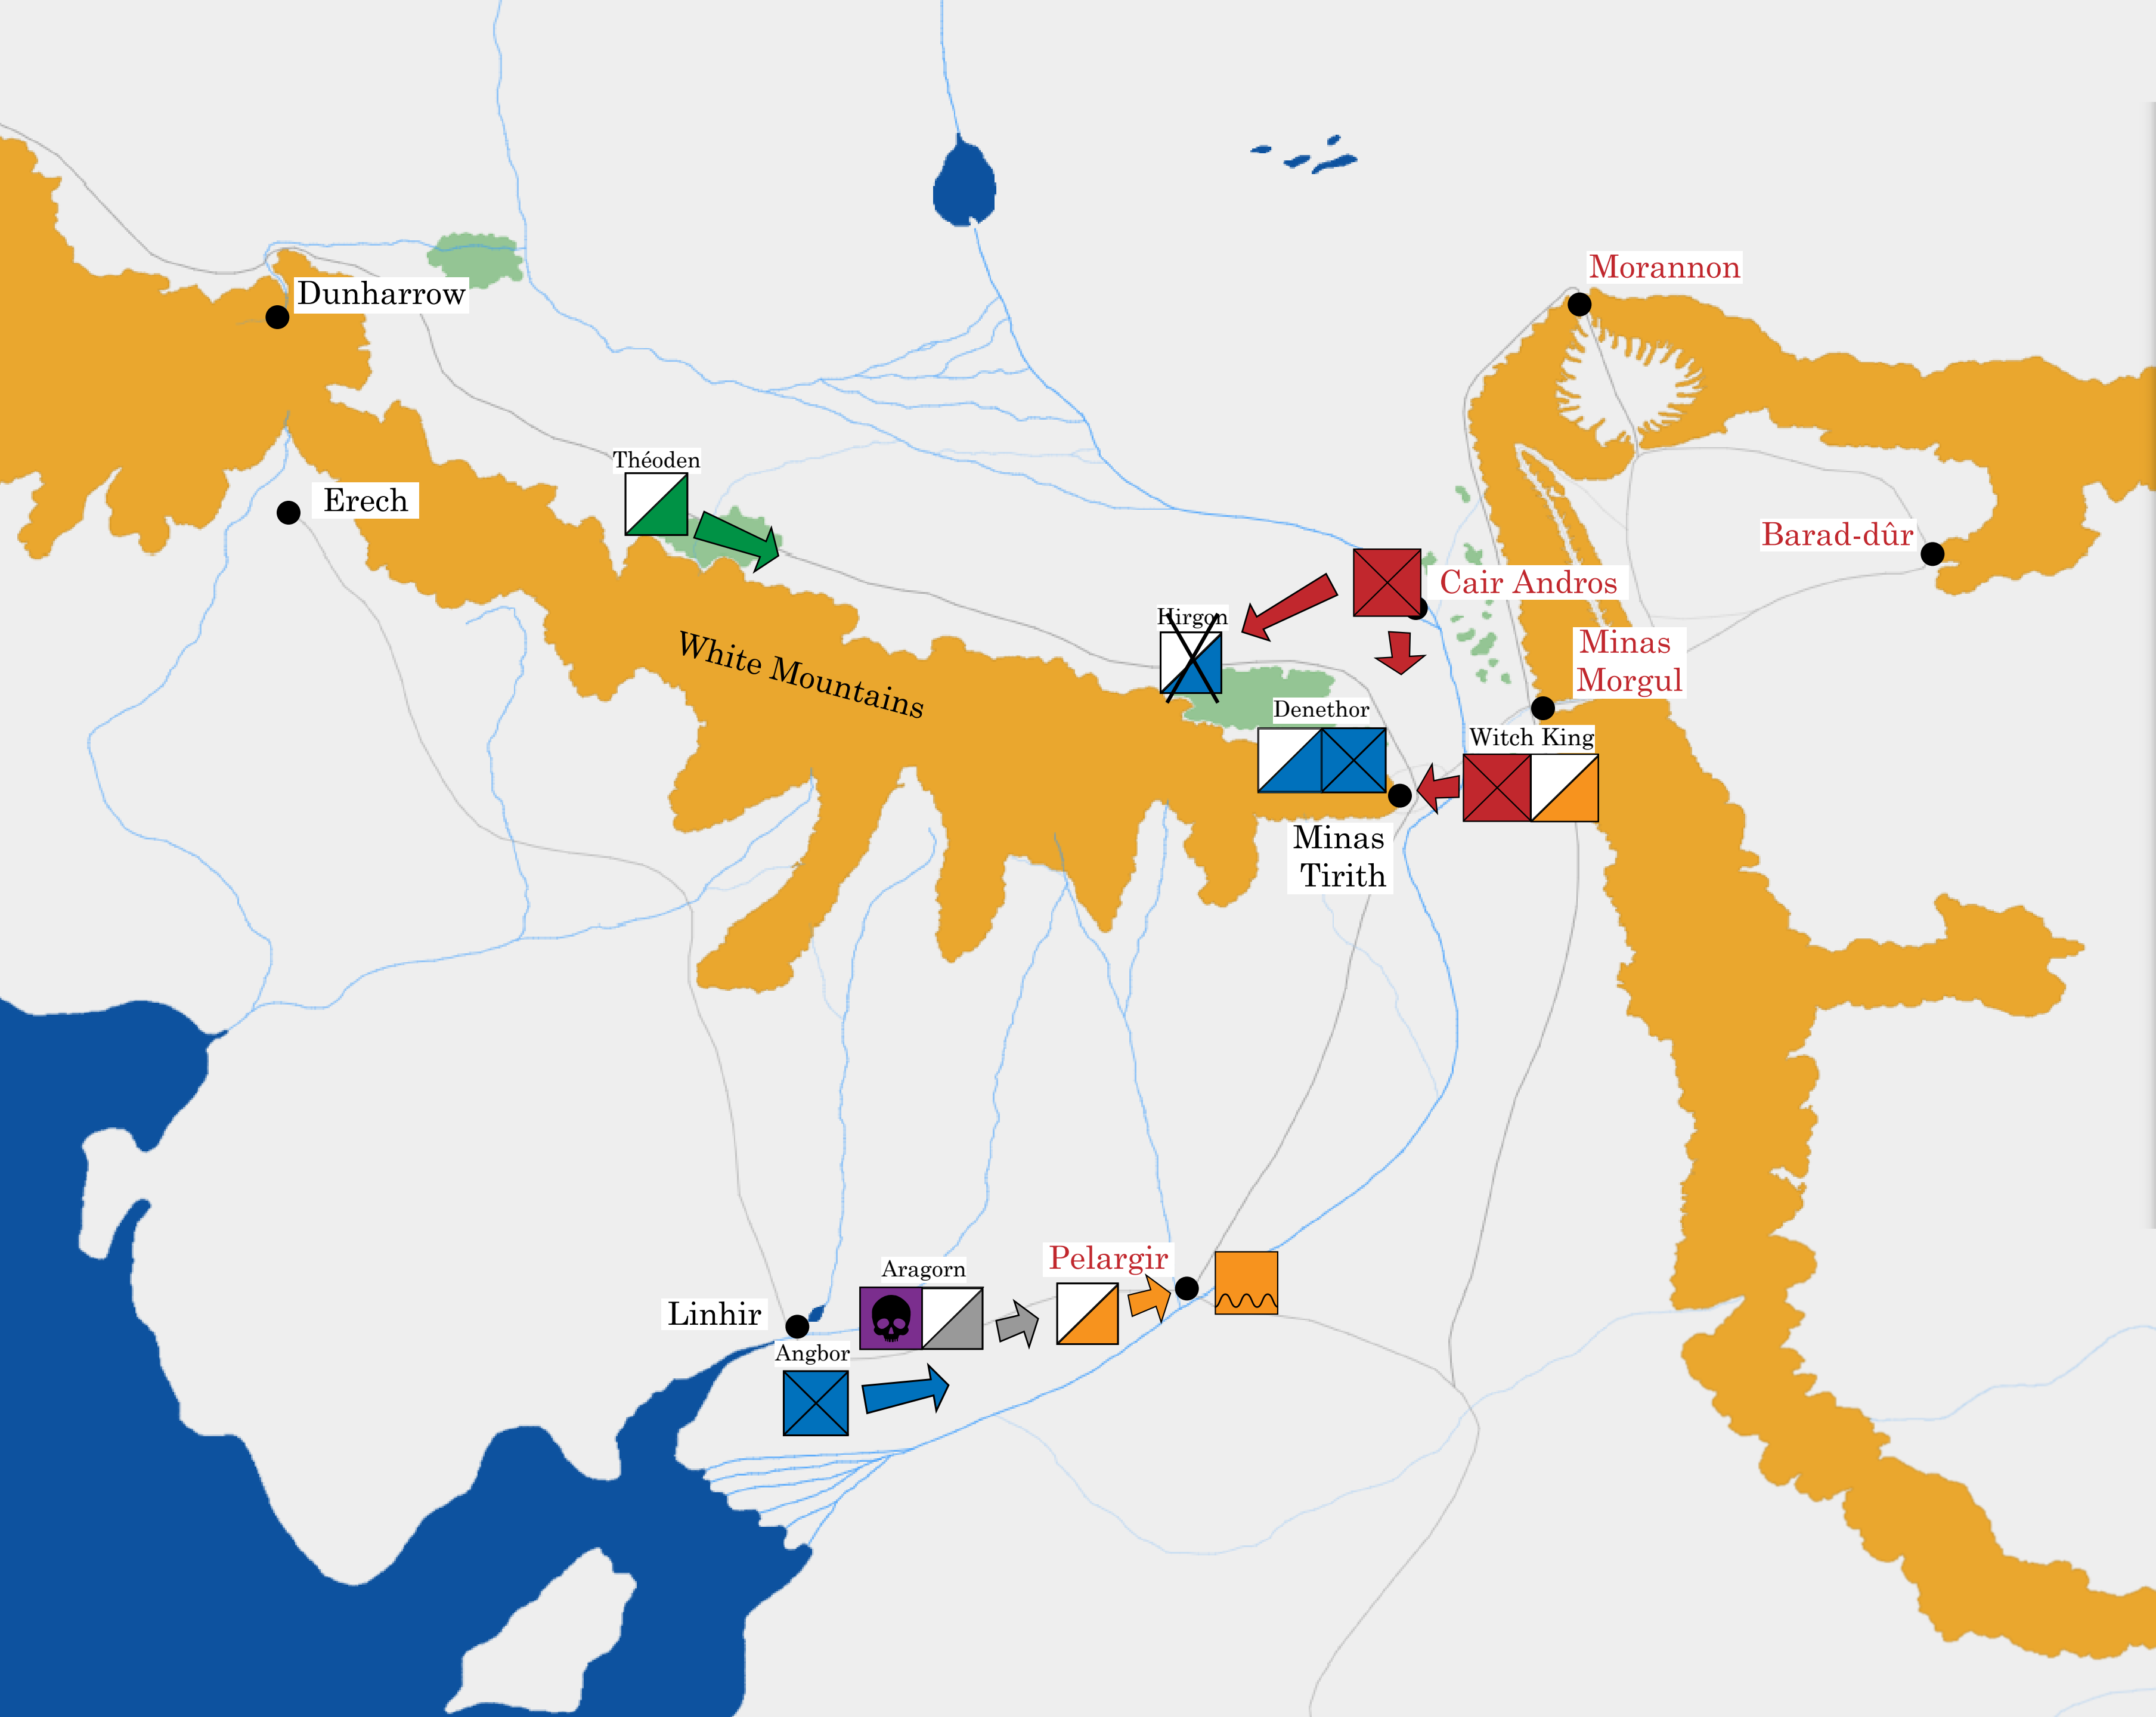 Morannon
Dunharrow
Théoden
Erech
Barad-dûr
Cair Andros
Hirgon
Minas
Morgul
White Mountains
Denethor
Witch King
Minas
Tirith
Pelargir
Aragorn
Linhir
Angbor